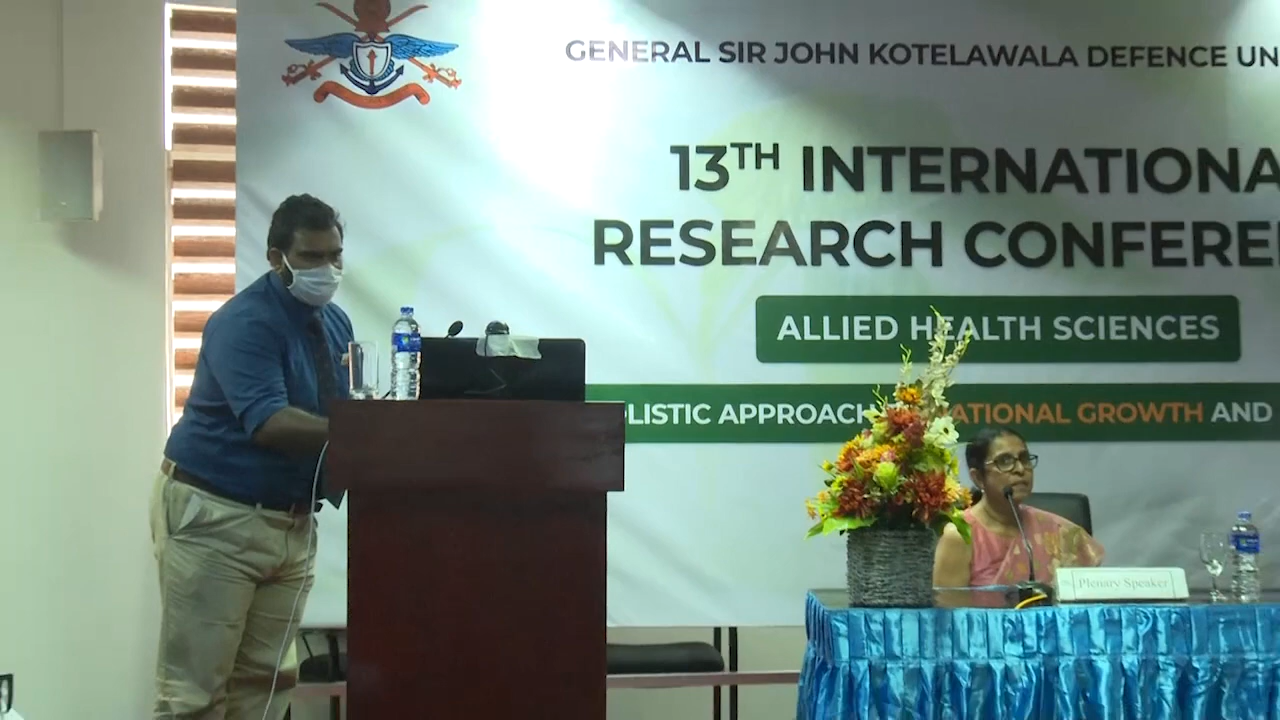 GENERAL SIR JOHN KOTELAWALA DEFENCE UN
13TH INTERNATIONA
RESEARCH CONFERE
ALLIED HEALTH SCIENCES
LISTIC APPROACH NATIONAL GROWTH AND
Plenary Speaker